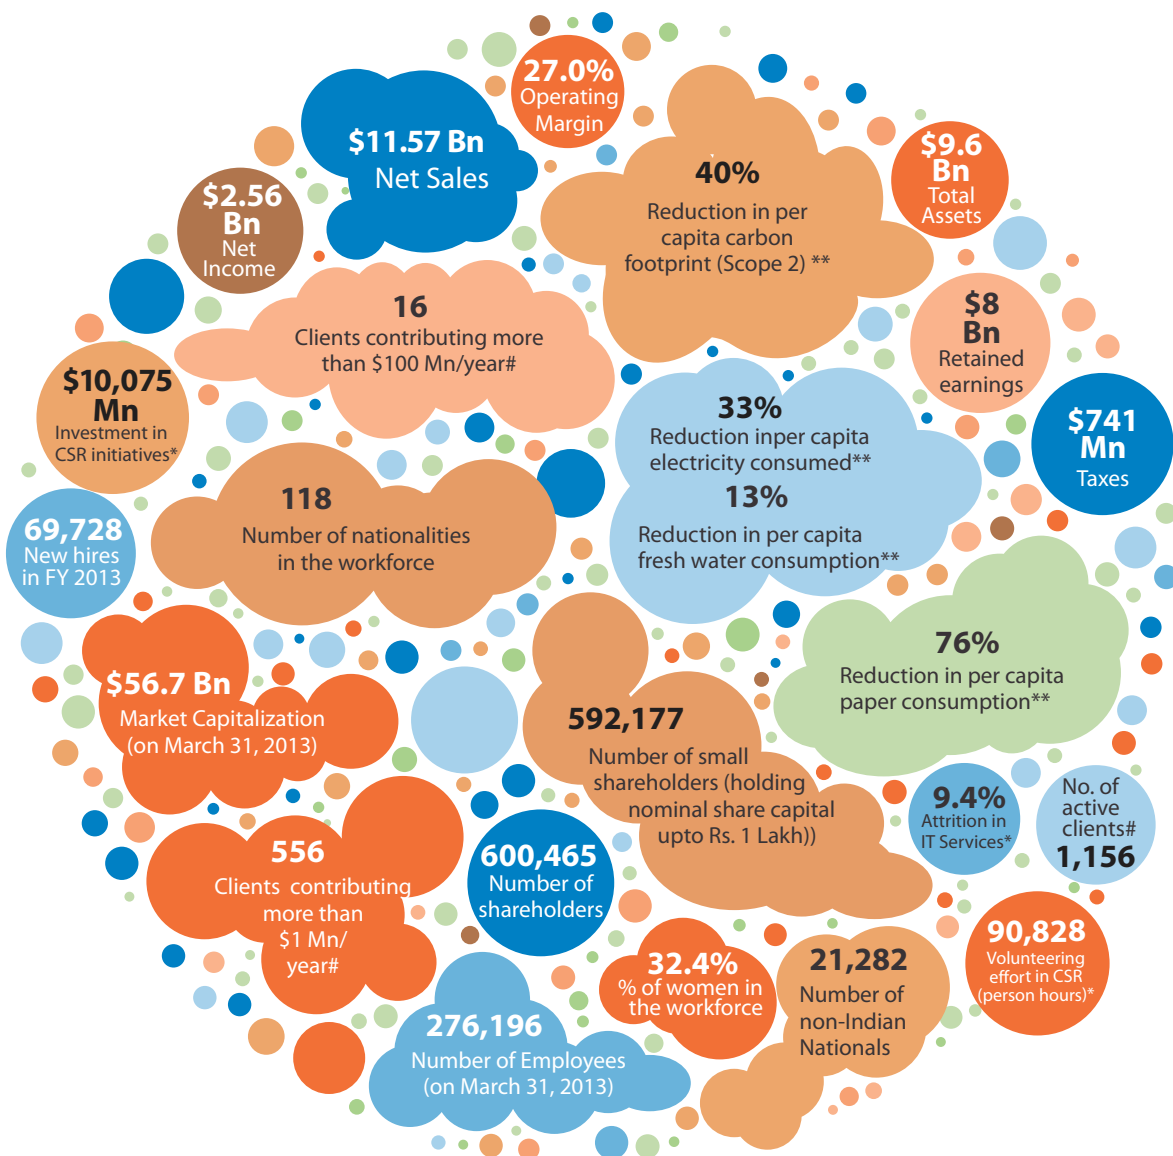 27.0%
Operating
Margin
$11.57 Bn
Net Sales
40%
Reduction in per
capita carbon
footprint (Scope 2) **
$9.6
Bn
Total
Assets
$2.56
Bn
Net
Income
16
Clients contributing more
than $100 Mn/year#
$8
Bn
Retained
earnings
$10,075
Mn
Investment in
CSR initiatives*
33%
Reduction inper capita
electricity consumed**
13%
Reduction in per capita
fresh water consumption**
$741
Mn
Taxes
118
Number of nationalities
in the workforce
69,728
New hires
in FY 2013
76%
Reduction in per capita
paper consumption**
$56.7 Bn
Market Capitalization
(on March 31, 2013)
592,177
Number of small
shareholders (holding
nominal share capital
upto Rs. 1 Lakh))
9.4%
Attrition in
IT Services*
No. of
active
clients#
1,156
556
Clients contributing
more than
$1 Mn/
year#
600,465
Number of
shareholders
32.4%
% of women in
the workforce
21,282
Number of
non-Indian
Nationals
90,828
Volunteering
effort in CSR
(person hours)*
276,196
Number of Employees
(on March 31, 2013)